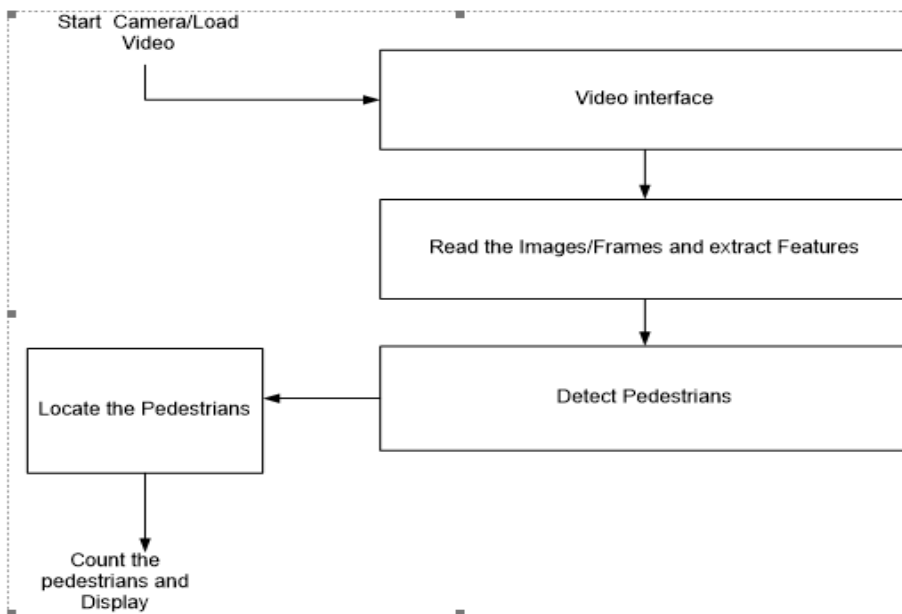 Start Camera/Load
Video
Video interface
Read the Images/Frames and extract Features
Detect Pedestrians
Locate the Pedestrians
Count the
pedestrians and
Display